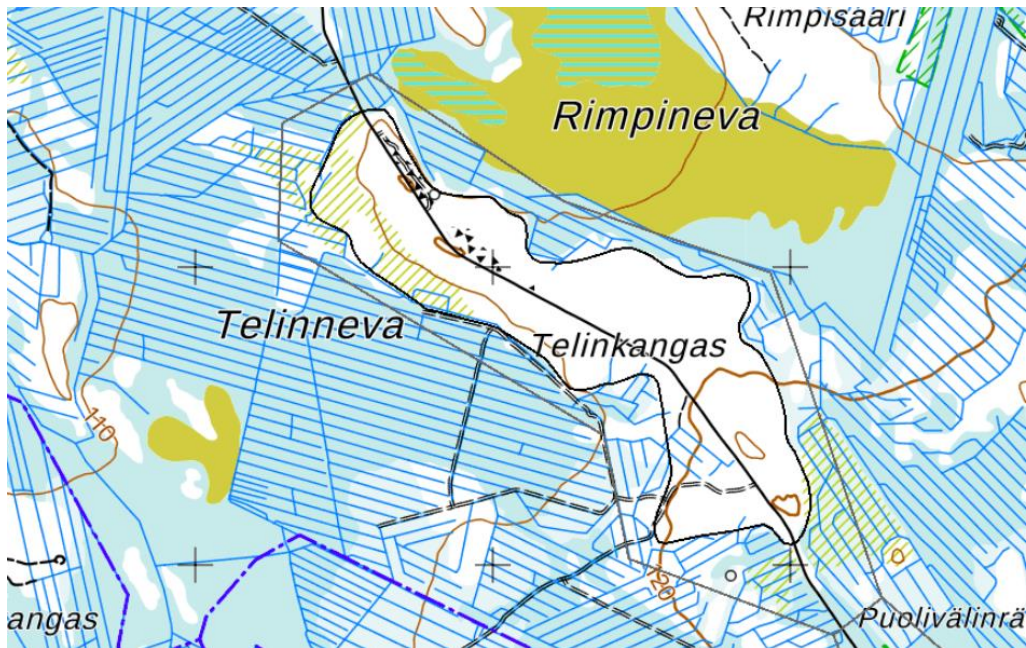 Rimpisaari
Rimpineva
Telinneva
Telinkangas
110
120
angas
Puolivälinrä